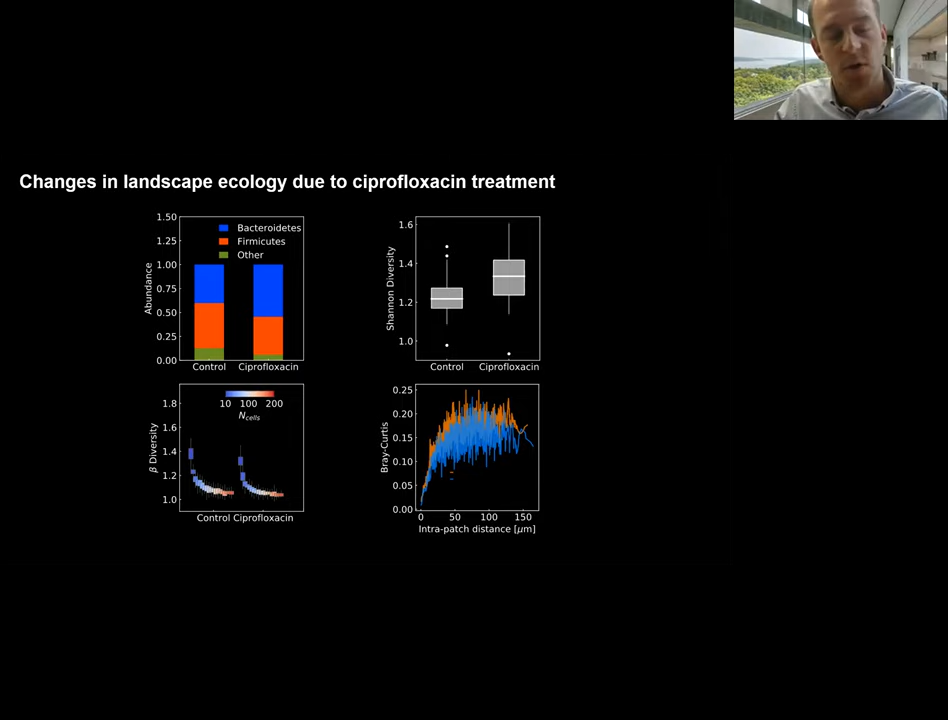 Changes in landscape ecology due to ciprofloxacin treatment
1.50
1.25
1.00
0.75
0.50
0.25
0.00
Abundance
Bacteroidetes
Firmicutes
Other
Control Ciprofloxacin
1.6
1.4
1.2
1.0
Shannon Diversity
Control Ciprofloxacin
1.8
1.6
1.4
1.2
1.0
β Diversity
10 100 200
Ncells
Control Ciprofloxacin
0.25
0.20
0.15
0.10
0.05
0.00
Bray-Curtis
0 50 100 150
Intra-patch distance [μm]